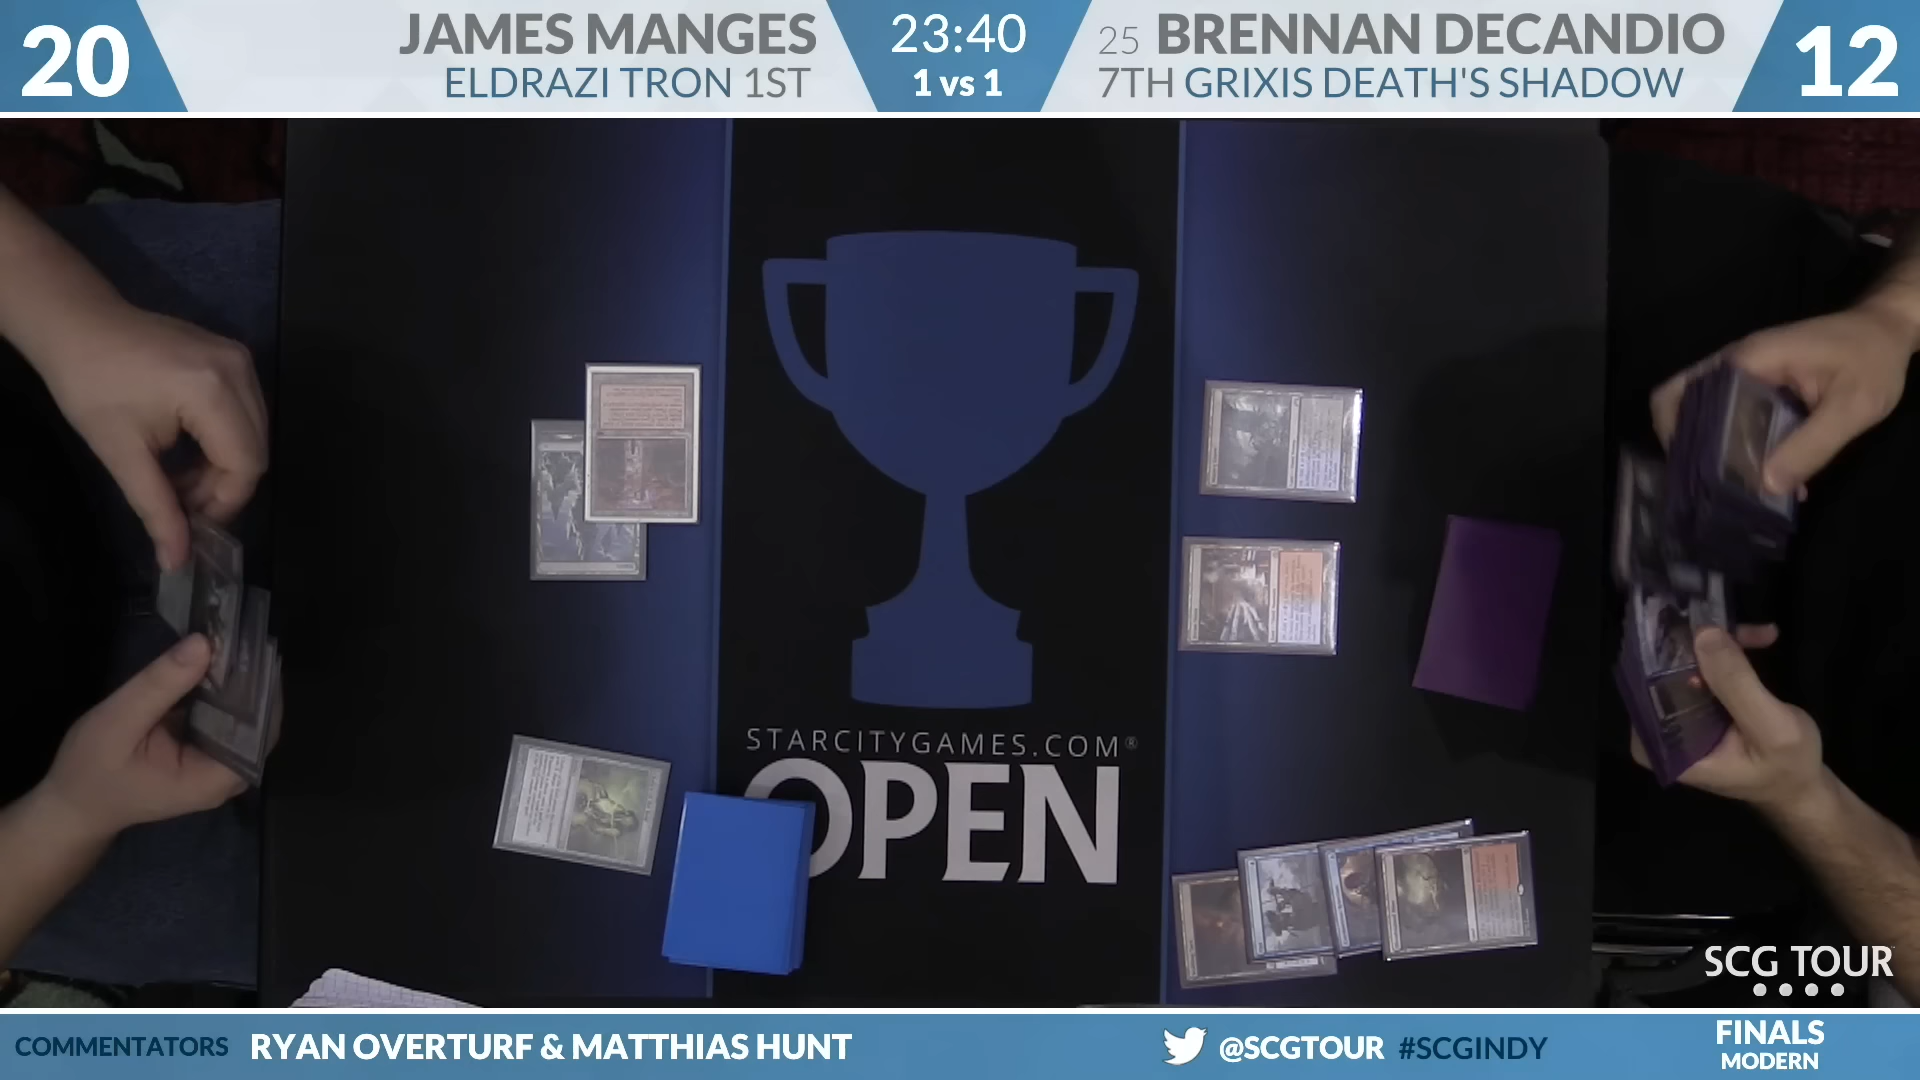 20
JAMES MANGES
ELDRAZI TRON 1ST
23:40
1 vs 1
25 BRENNAN DECANDIO
7TH GRIXIS DEATH'S SHADOW
12
STARCITYGAMES.COM®
OPEN
SCG TOUR
COMMENTATORS RYAN OVERTURF & MATTHIAS HUNT
@SCGTOUR #SCGINDY
FINALS
MODERN